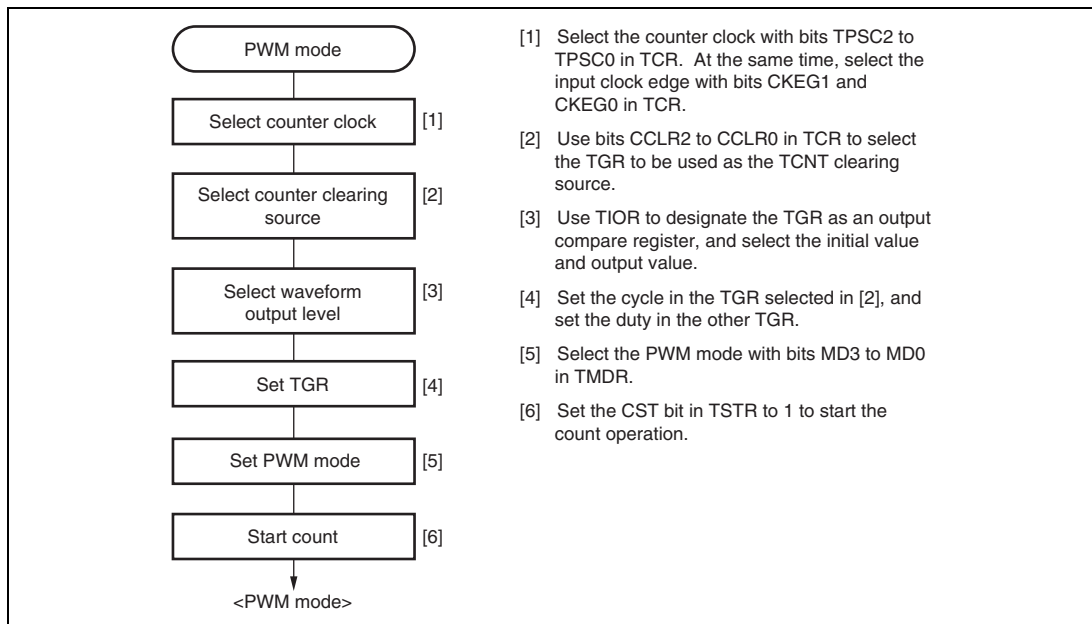 PWM mode
Select counter clock
[1]
Select counter clearing
source
[2]
Select waveform
output level
[3]
Set TGR
[4]
Set PWM mode
[5]
Start count
[6]
<PWM mode>
[1] Select the counter clock with bits TPSC2 to
TPSC0 in TCR. At the same time, select the
input clock edge with bits CKEG1 and
CKEG0 in TCR.
[2] Use bits CCLR2 to CCLR0 in TCR to select
the TGR to be used as the TCNT clearing
source.
[3] Use TIOR to designate the TGR as an output
compare register, and select the initial value
and output value.
[4] Set the cycle in the TGR selected in [2], and
set the duty in the other TGR.
[5] Select the PWM mode with bits MD3 to MD0
in TMDR.
[6] Set the CST bit in TSTR to 1 to start the
count operation.